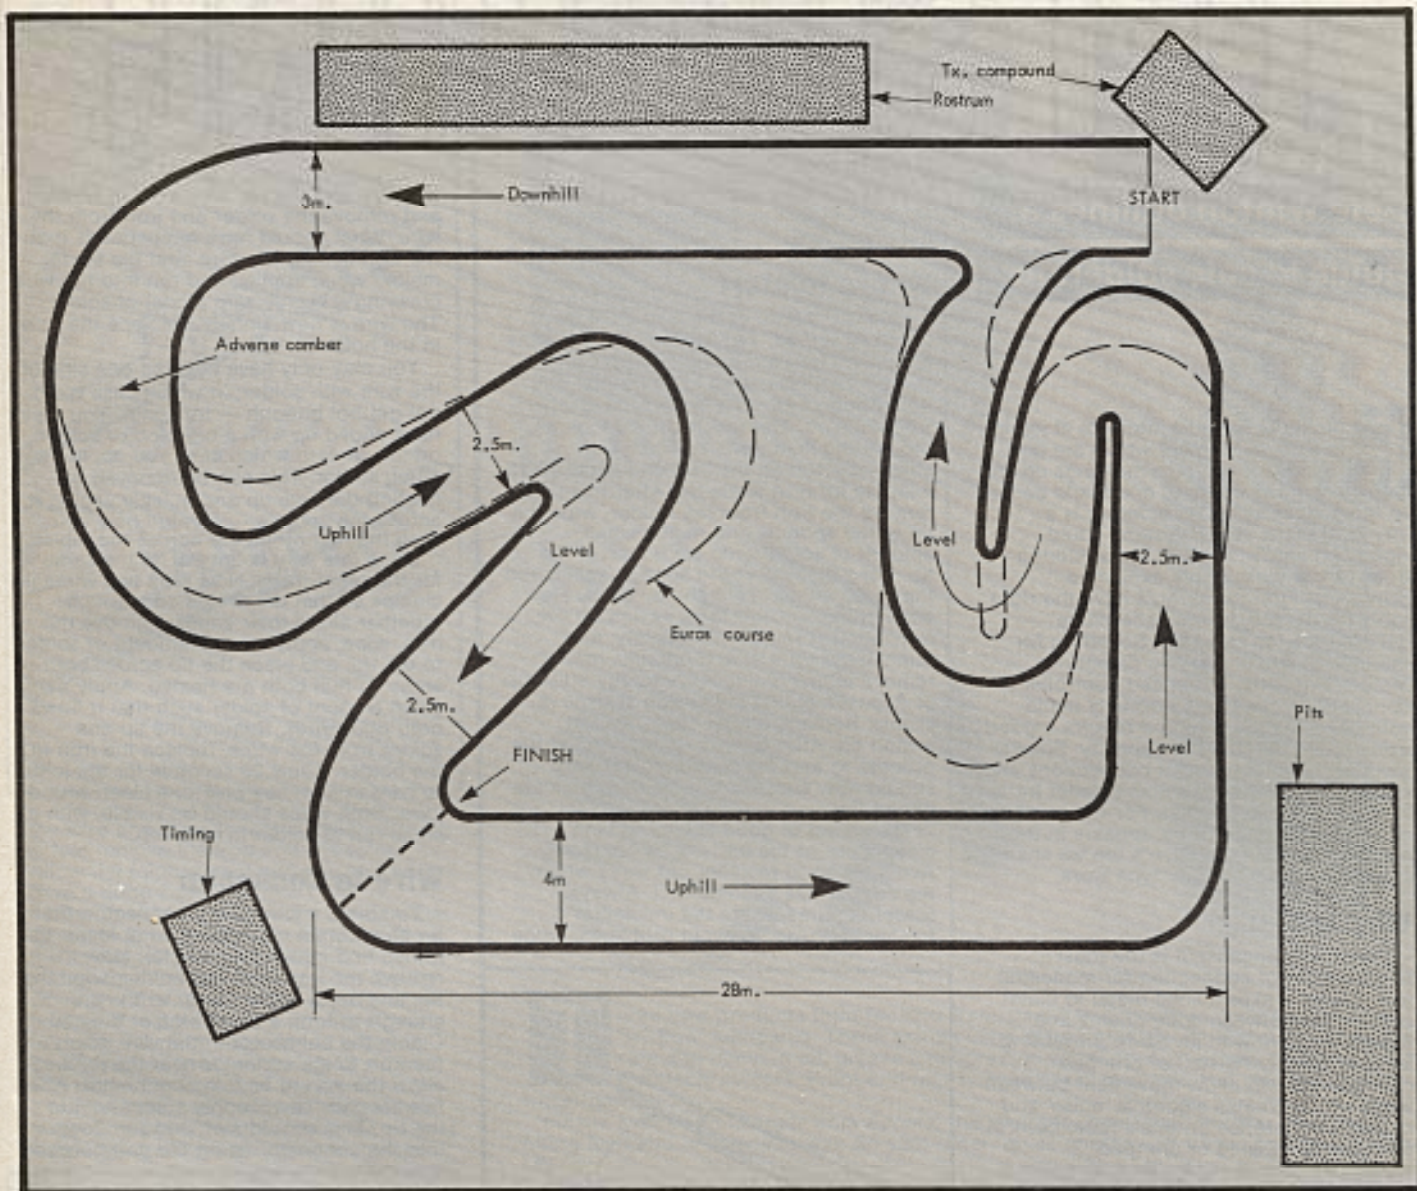 Tx. compound
Rostrum
START
3m.
Downhill
Adverse camber
2.5m.
Uphill
Level
Level
2.5m.
Euros course
2.5m.
Pits
FINISH
Level
Timing
4m
Uphill
28m.